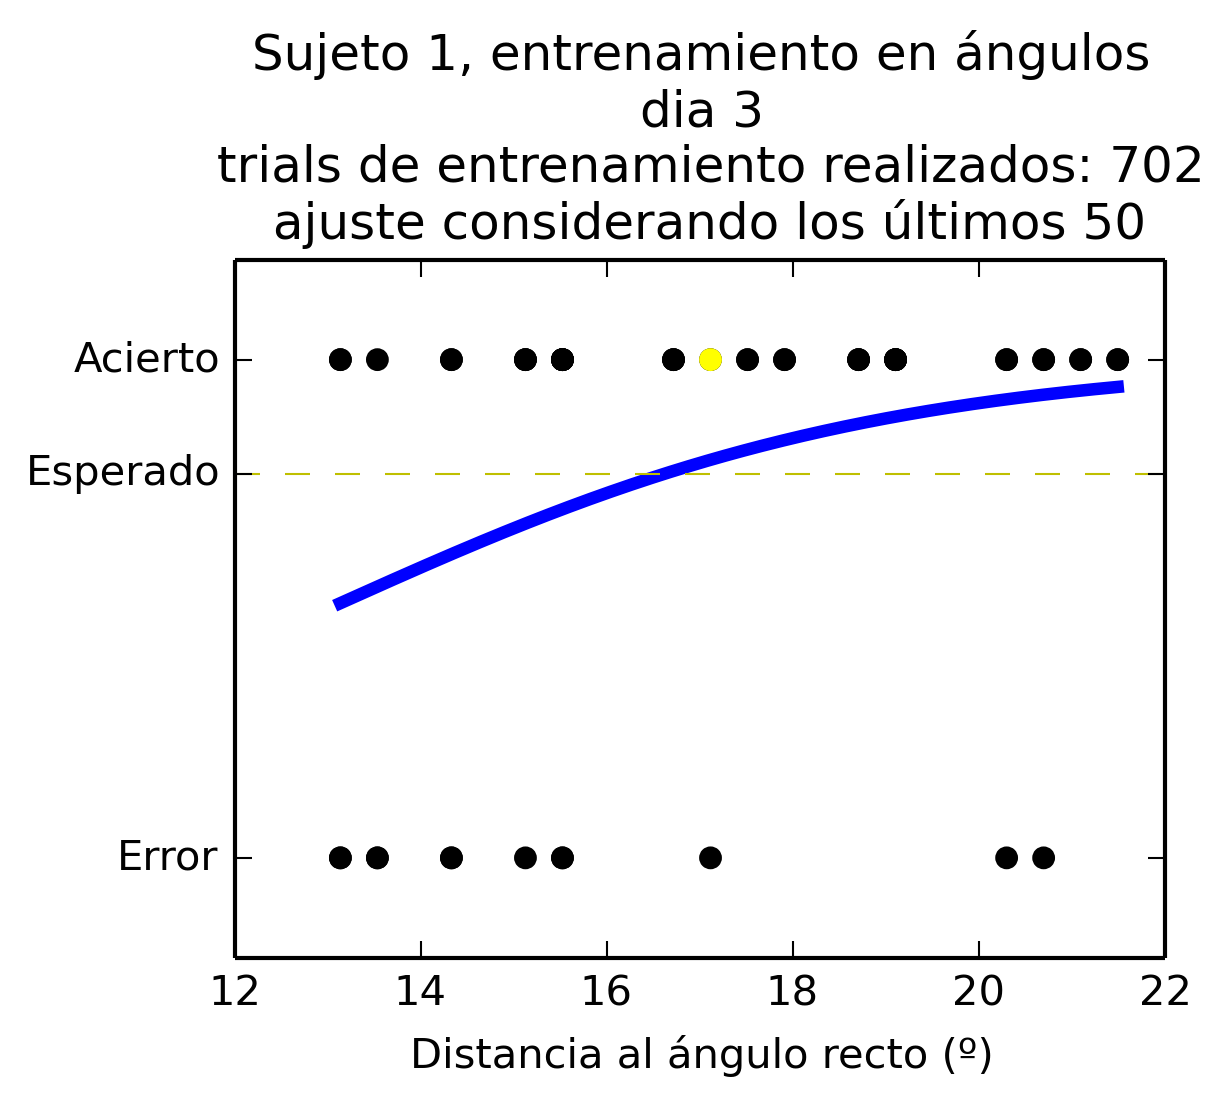 Sujeto 1, entrenamiento en ángulos
dia 3
trials de entrenamiento realizados: 702
ajuste considerando los últimos 50
Acierto
Esperado
Error
12 14 16 18 20 22
Distancia al ángulo recto (º)